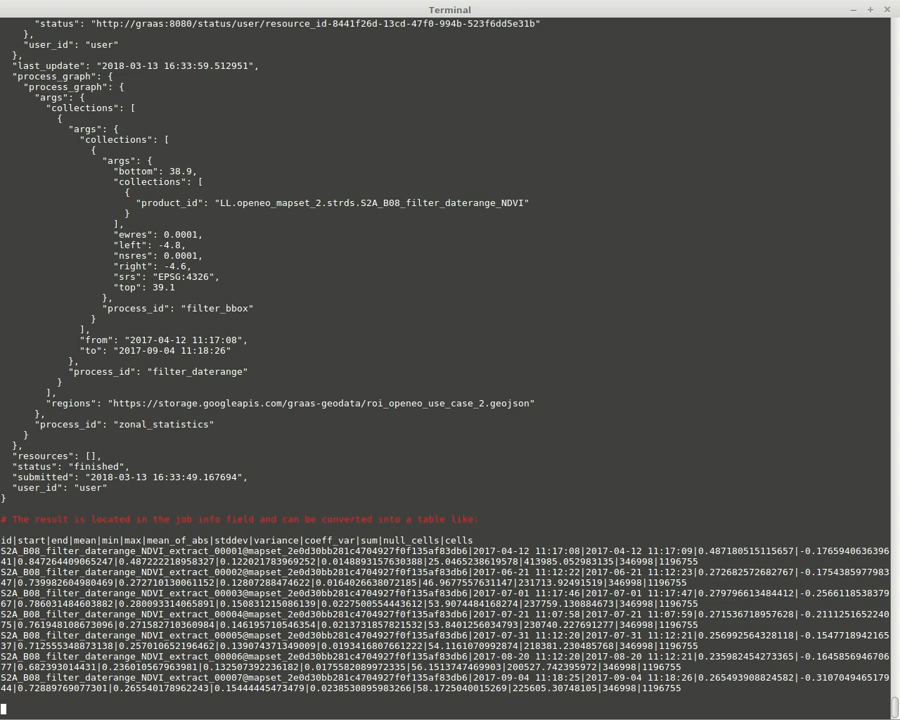 Terminal
"status": "http://graas:8080/status/user/resource_id-8441f26d-13cd-47f0-994b-523f6dd5e31b"
},
"user_id": "user"
},
"last_update": "2018-03-13 16:33:59.512951",
"process_graph": {
"process_graph": {
"args": {
"collections": [
{
"args": {
"collections": [
{
"args": {
"bottom": 38.9,
"collections": [
{
"product_id": "LL.openeo_mapset_2.strds.S2A_B08_filter_daterange_NDVI"
}
],
"ewres": 0.0001,
"left": -4.8,
"nsres": 0.0001,
"right": -4.6,
"srs": "EPSG:4326",
"top": 39.1
},
"process_id": "filter_bbox"
}
],
"from": "2017-04-12 11:17:08",
"to": "2017-09-04 11:18:26"
},
"process_id": "filter_daterange"
}
],
"regions": "https://storage.googleapis.com/graas-geodata/roi_openeo_use_case_2.geojson"
},
"process_id": "zonal_statistics"
}
},
"resources": [],
"status": "finished",
"submitted": "2018-03-13 16:33:49.167694",
"user_id": "user"
}
# The result is located in the job info field and can be converted into a table like:
id|start|end|mean|min|max|mean_of_abs|stddev|variance|coeff_var|sum|null_cells|cells
S2A_B08_filter_daterange_NDVI_extract_00001@mapset_2e0d30bb281c4704927f0f135af83db6|2017-04-12 11:17:08|2017-04-12 11:17:09|0.487180515115657|-0.1765940636396
41|0.847264409065247|0.487222218958327|0.122021783969252|0.014889315717408|25.0465238619578|413985.052983135|346998|1196755
S2A_B08_filter_daterange_NDVI_extract_00002@mapset_2e0d30bb281c4704927f0f135af83db6|2017-06-21 11:12:22|2017-06-21 11:12:23|0.272682572682767|-0.1754385977983
47|0.739982604980469|0.272710130061152|0.12807288474622|0.0164026638072185|46.9677557631147|231713.92491519|346998|1196755
S2A_B08_filter_daterange_NDVI_extract_00003@mapset_2e0d30bb281c4704927f0f135af83db6|2017-07-01 11:17:46|2017-07-01 11:17:47|0.279796613484412|-0.2566118538379
67|0.786031484603882|0.280093314065891|0.150831215086139|0.0227500554443612|53.9074484168274|237759.130884673|346998|1196755
S2A_B08_filter_daterange_NDVI_extract_00004@mapset_2e0d30bb281c4704927f0f135af83db6|2017-07-21 11:07:58|2017-07-21 11:07:59|0.271536718957628|-0.2111251652240
75|0.761948108673096|0.271582710360984|0.146195710546354|0.0213731857821532|53.8401256034793|230740.227691277|346998|1196755
S2A_B08_filter_daterange_NDVI_extract_00005@mapset_2e0d30bb281c4704927f0f135af83db6|2017-07-31 11:12:20|2017-07-31 11:12:21|0.256992564328118|-0.1547718942165
37|0.712555348873138|0.257010652196462|0.139074371349009|0.0193416807661222|54.1161070992874|218381.230485768|346998|1196755
S2A_B08_filter_daterange_NDVI_extract_00006@mapset_2e0d30bb281c4704927f0f135af83db6|2017-08-20 11:12:20|2017-08-20 11:12:21|0.235982454273365|-0.1645856946706
77|0.68239301443​1|0.236010567963981|0.132507392236182|0.0175582089972335|56.1513747469903|200527.742395972|346998|1196755
S2A_B08_filter_daterange_NDVI_extract_00007@mapset_2e0d30bb281c4704927f0f135af83db6|2017-09-04 11:18:25|2017-09-04 11:18:26|0.265493908824582|-0.3107049465179
44|0.72889769077301|0.265540178962243|0.15444445473479|0.0238530895983266|58.1725040015269|225605.30748105|346998|1196755